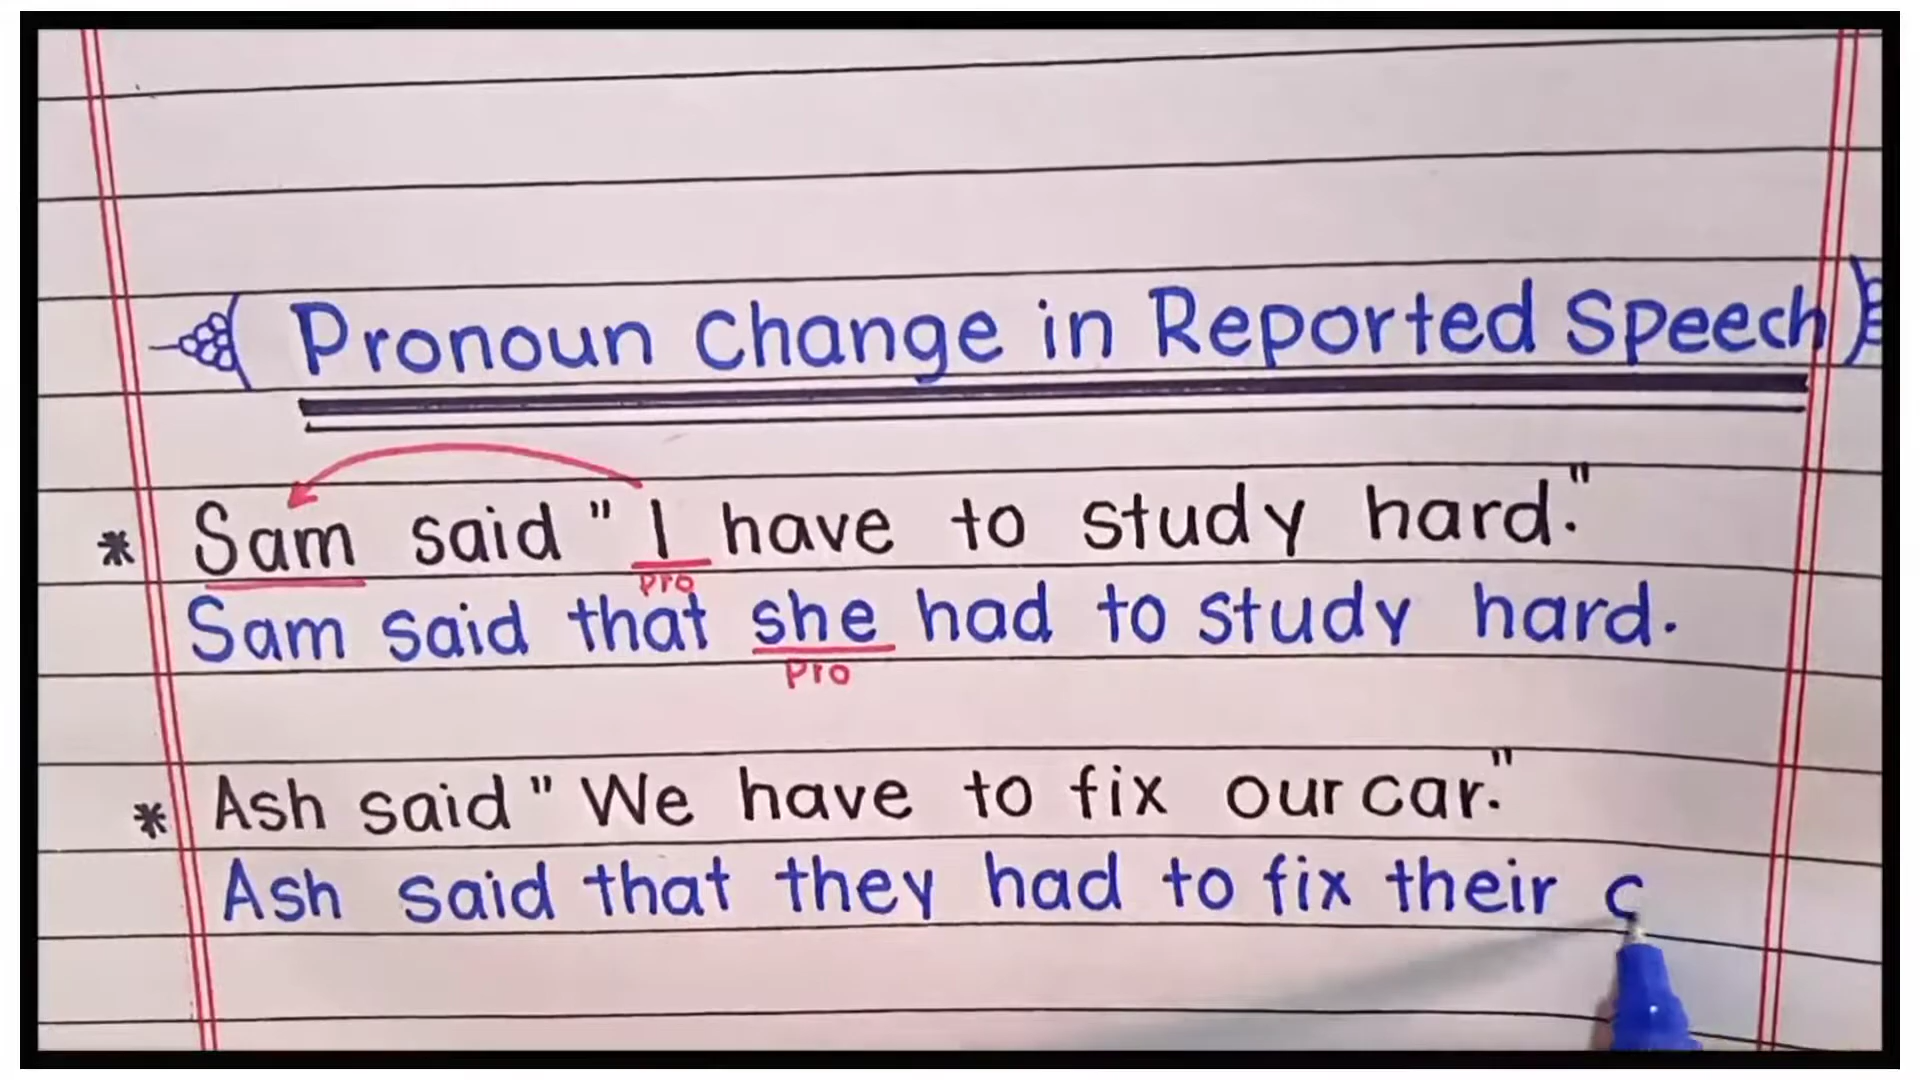 Pronoun Change in Reported Speech
Sam said "I have to study hard."
pro
Sam said that she had to study hard.
pro
Ash said "We have to fix our car."
Ash said that they had to fix their c